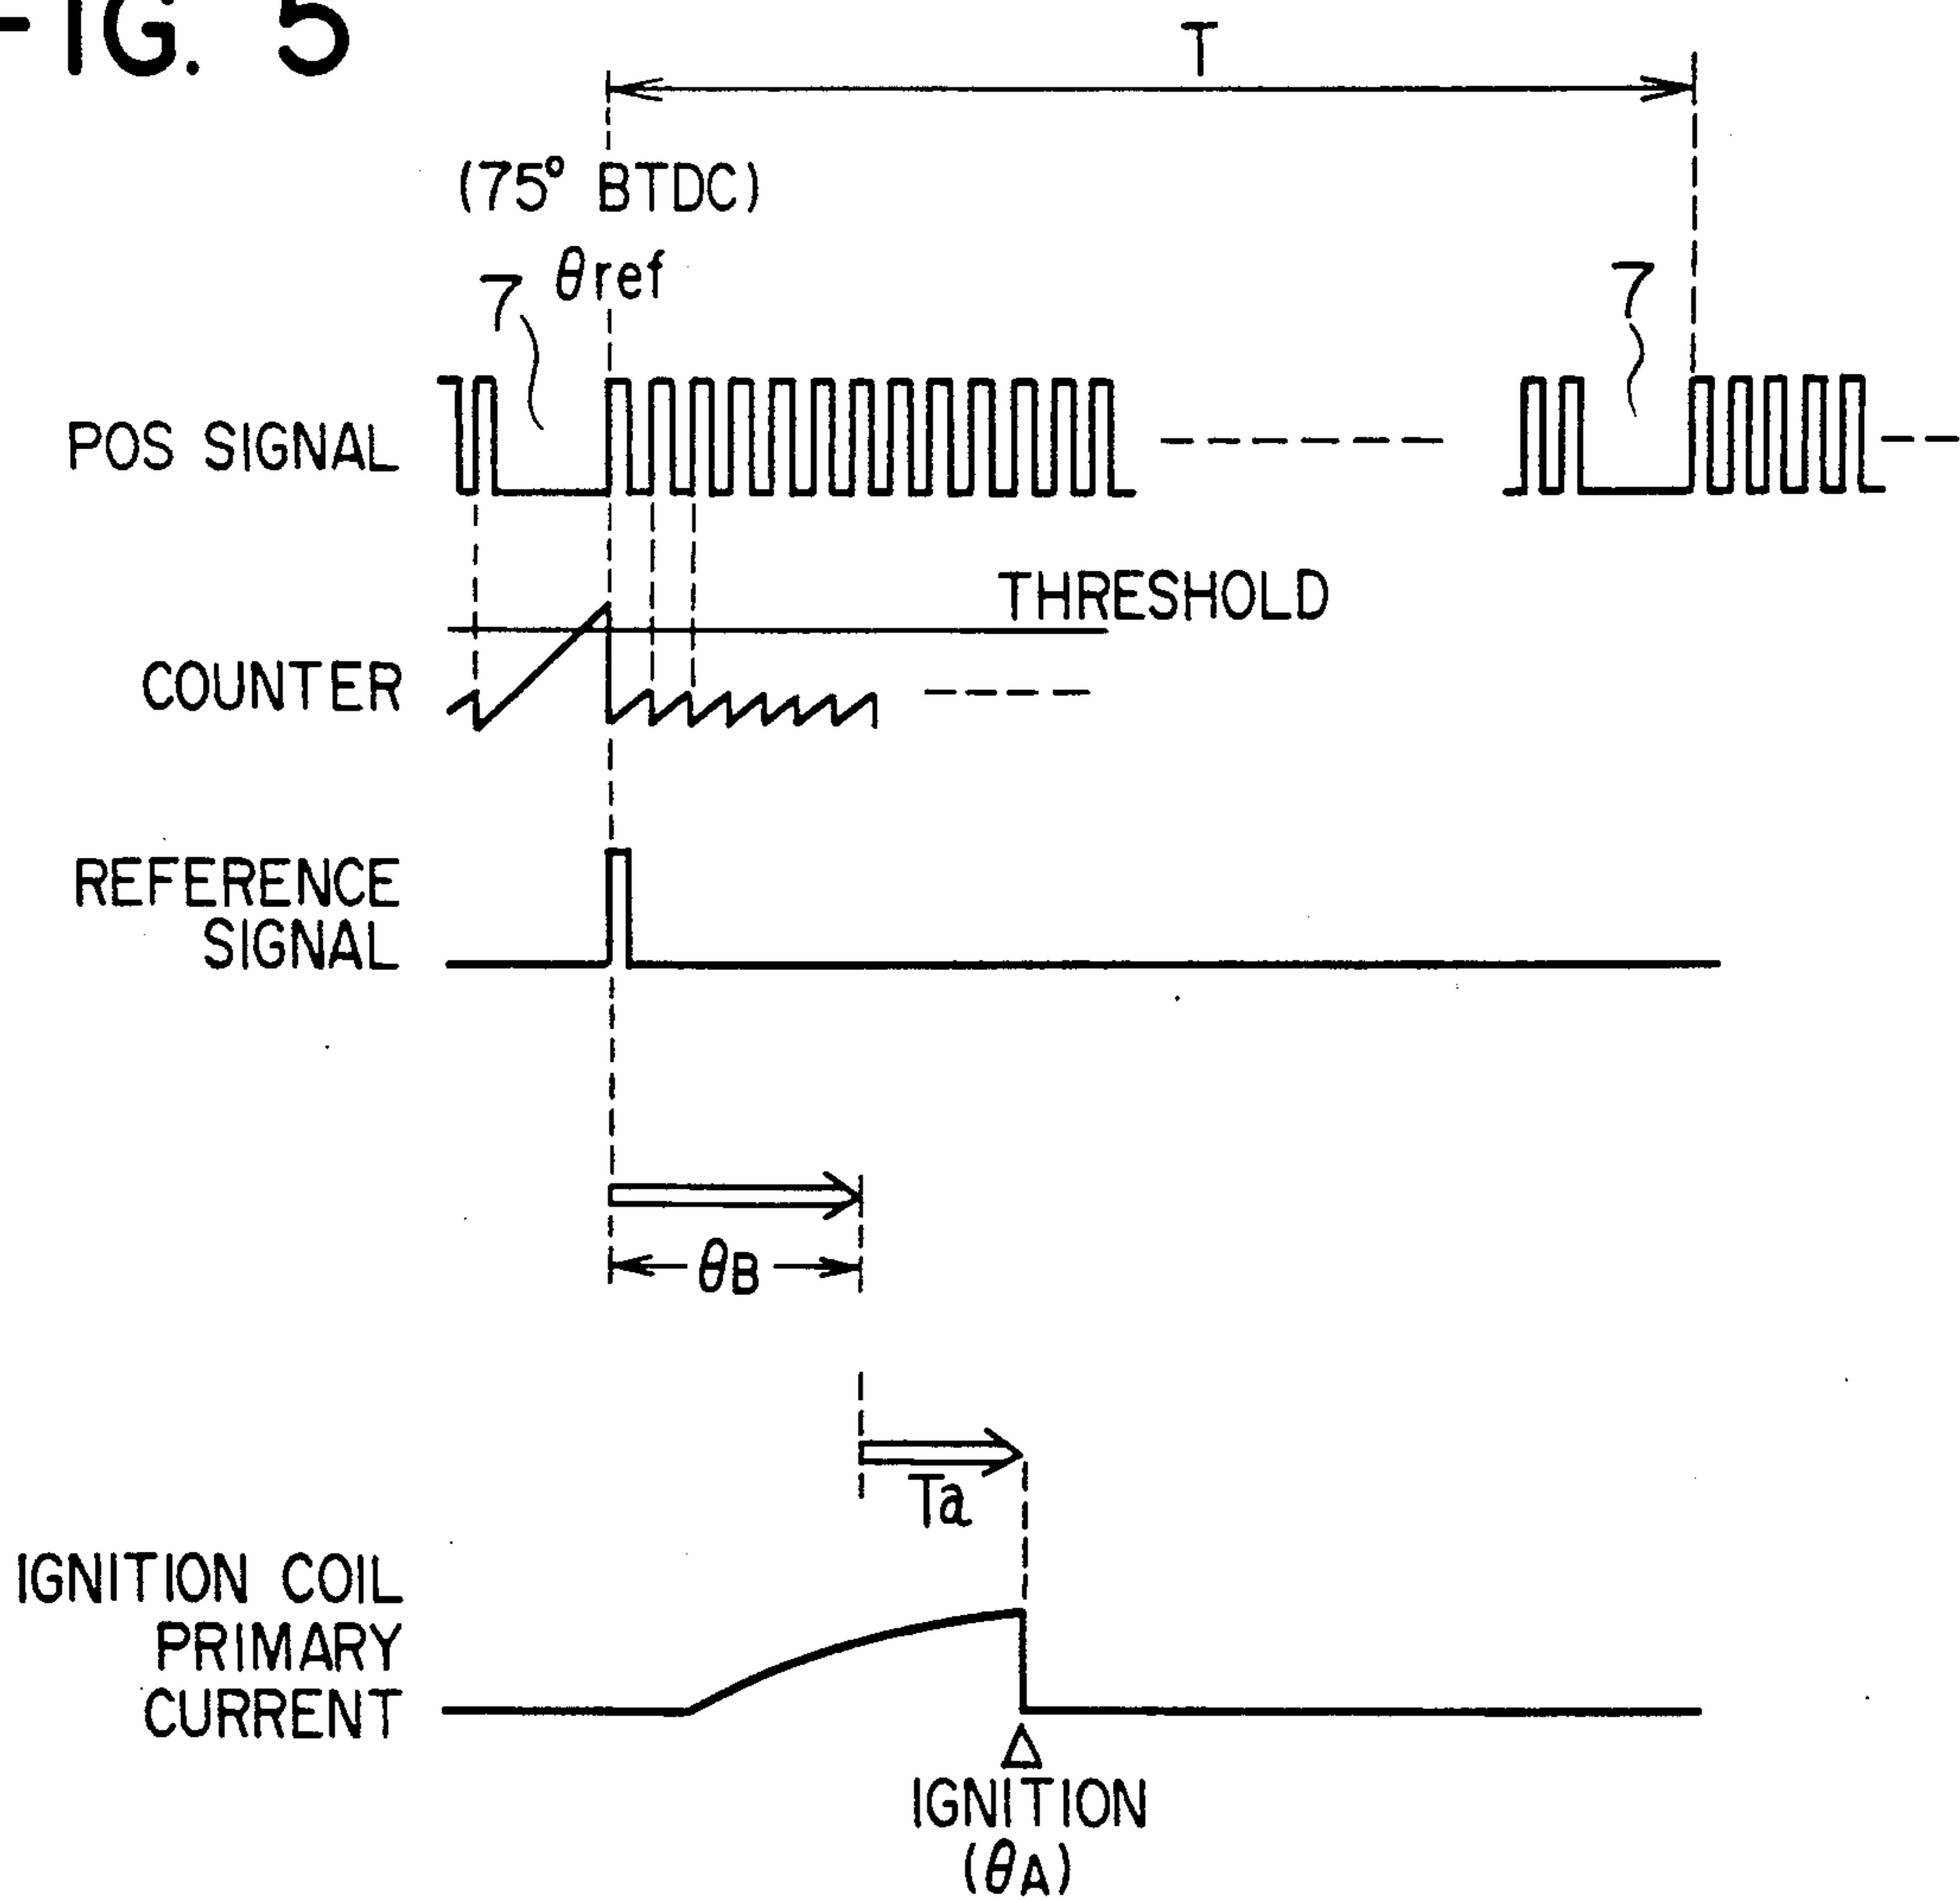 FIG. 5
T
(75° BTDC)
θref
7
7
POS SIGNAL
THRESHOLD
COUNTER
REFERENCE
SIGNAL
θB
Ta
IGNITION COIL
PRIMARY
CURRENT
IGNITION
(θA)